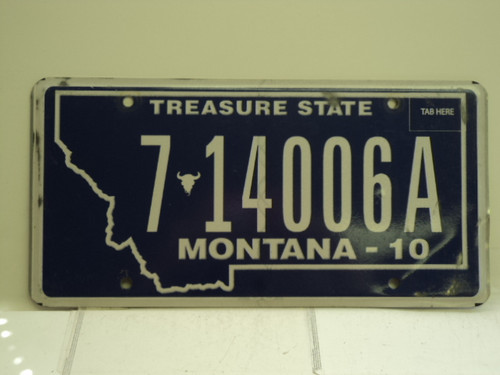 TREASURE STATE
TAB HERE
7 14006A
MONTANA - 10